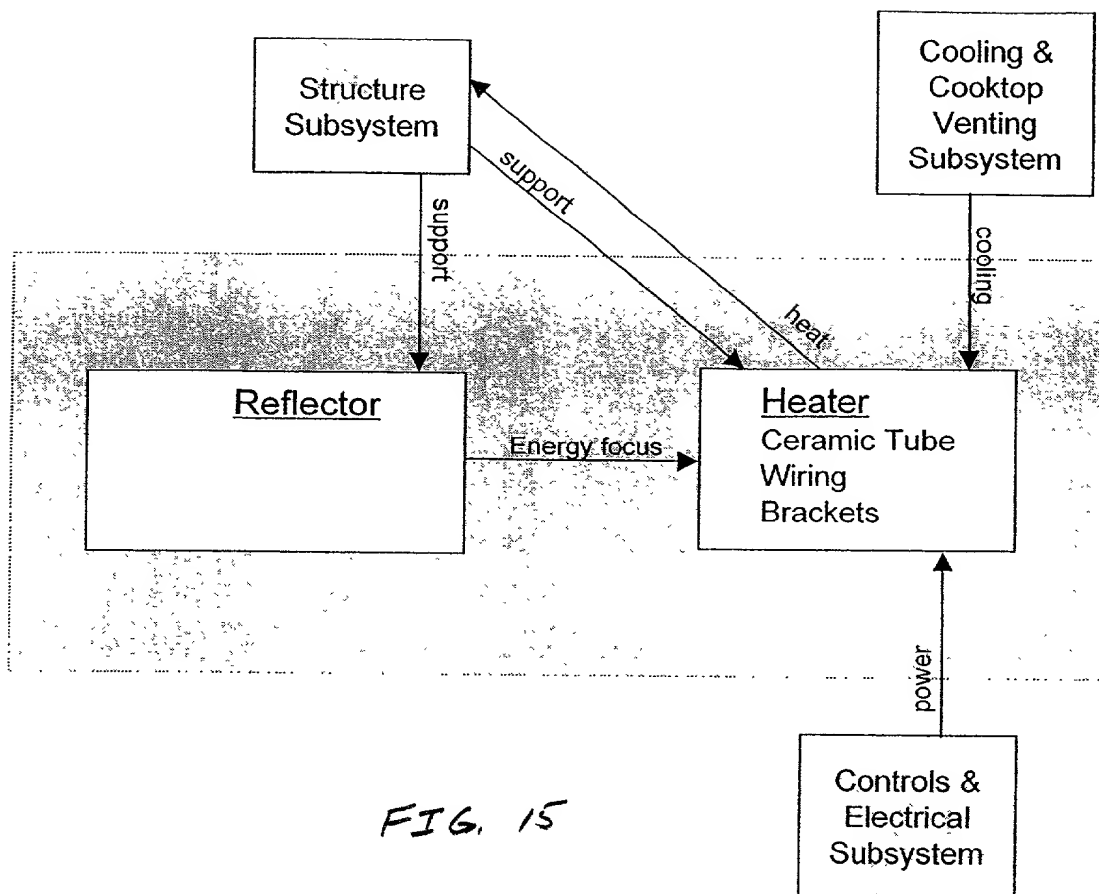 Structure
Subsystem
Cooling &
Cooktop
Venting
Subsystem
support
support
heat
cooling
Reflector
Energy focus
Heater
Ceramic Tube
Wiring
Brackets
power
Controls &
Electrical
Subsystem
FIG. 15